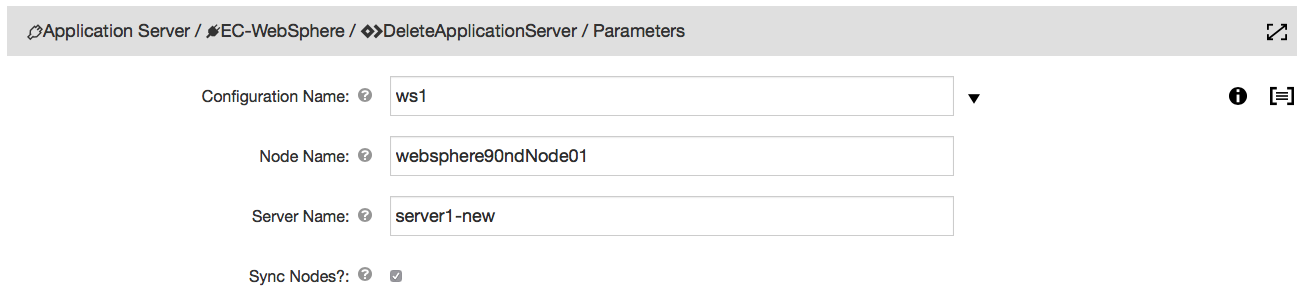 Application Server / EC-WebSphere / DeleteApplicationServer / Parameters
Configuration Name: ws1
Node Name: websphere90ndNode01
Server Name: server1-new
Sync Nodes?: